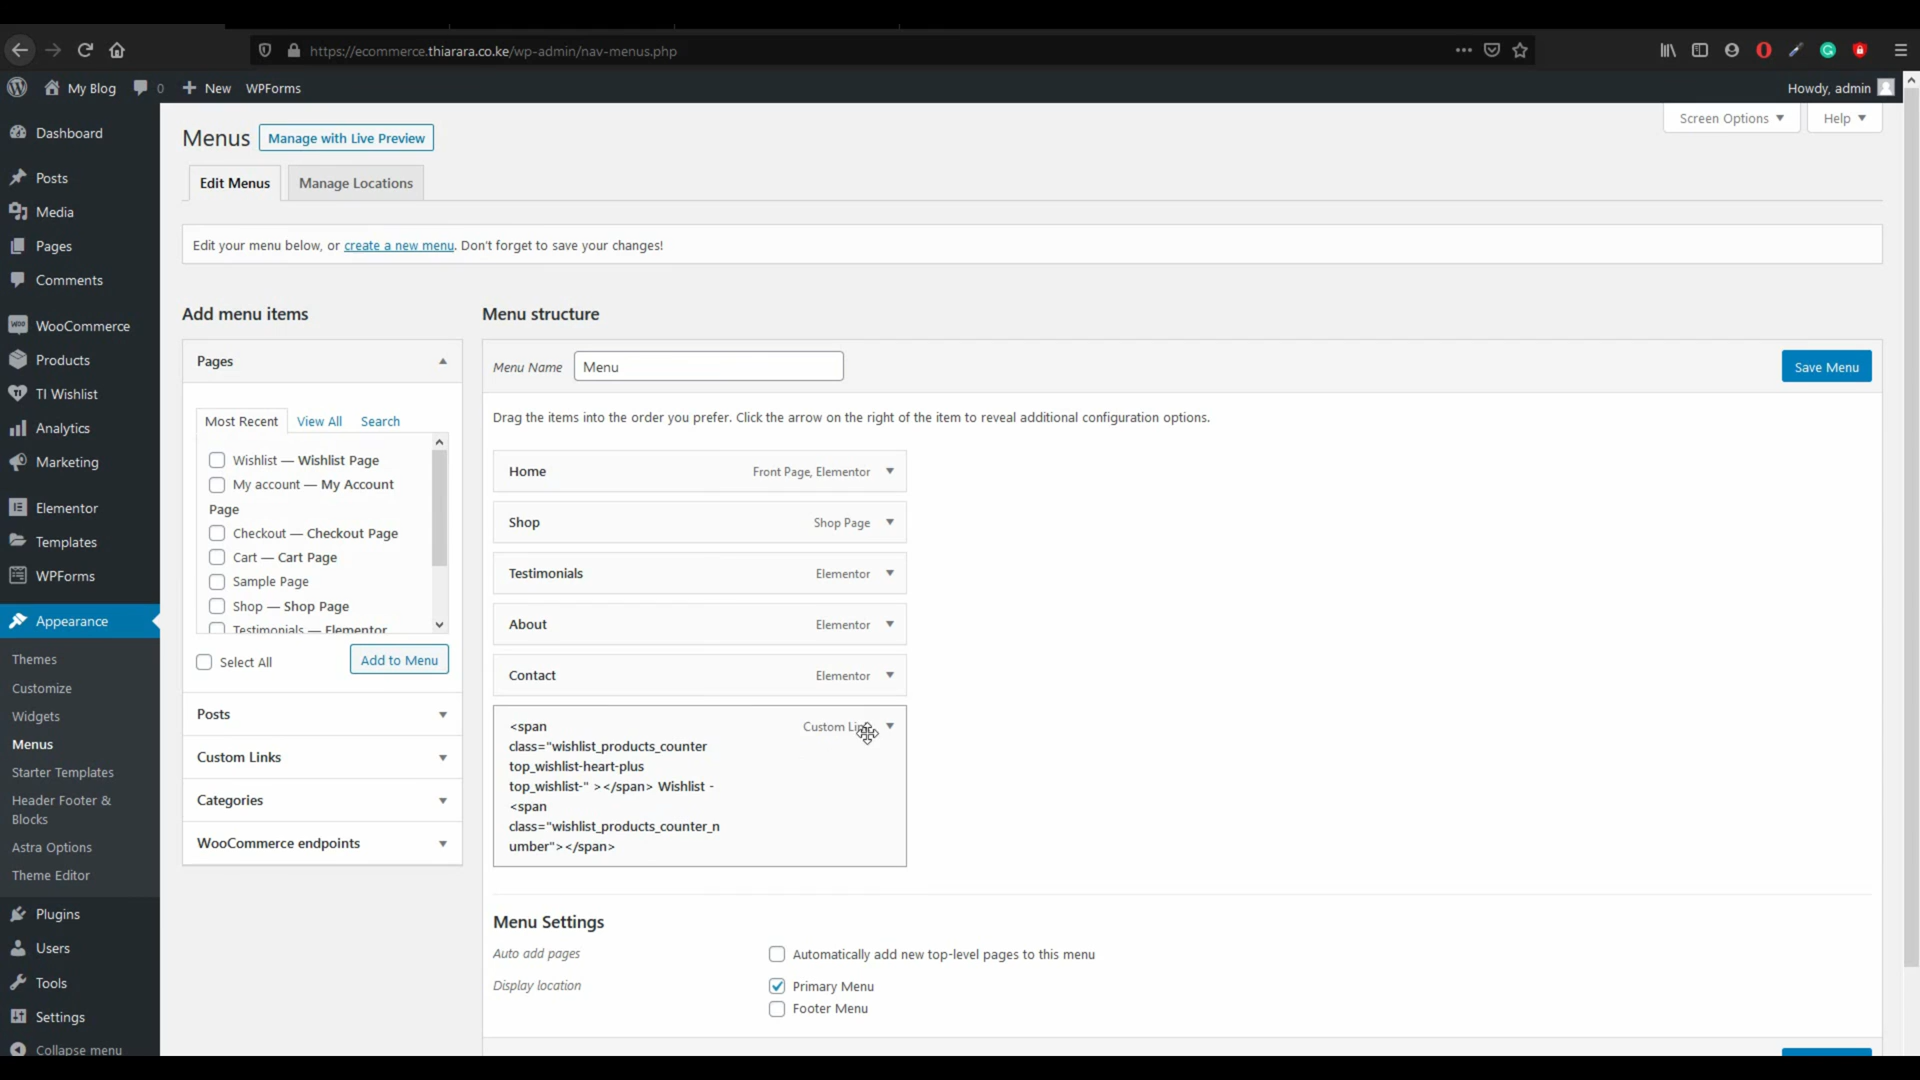 https://ecommerce.thiarara.co.ke/wp-admin/nav-menus.php
My Blog 0 New WPForms Howdy, admin
Dashboard
Posts
Media
Pages
Comments
WooCommerce
Products
TI Wishlist
Analytics
Marketing
Elementor
Templates
WPForms
Appearance
Themes
Customize
Widgets
Menus
Starter Templates
Header Footer &
Blocks
Astra Options
Theme Editor
Plugins
Users
Tools
Settings
Collapse menu
Screen Options Help
Menus Manage with Live Preview
Edit Menus Manage Locations
Edit your menu below, or create a new menu. Don't forget to save your changes!
Add menu items
Pages
Most Recent View All Search
Wishlist — Wishlist Page
My account — My Account
Page
Checkout — Checkout Page
Cart — Cart Page
Sample Page
Shop — Shop Page
Testimonials — Elementor
Select All Add to Menu
Posts
Custom Links
Categories
WooCommerce endpoints
Menu structure
Menu Name Menu Save Menu
Drag the items into the order you prefer. Click the arrow on the right of the item to reveal additional configuration options.
Home Front Page, Elementor
Shop Shop Page
Testimonials Elementor
About Elementor
Contact Elementor
<span Custom Link
class="wishlist_products_counter
top_wishlist-heart-plus
top_wishlist-" ></span> Wishlist -
<span
class="wishlist_products_counter_n
umber"></span>
Menu Settings
Auto add pages Automatically add new top-level pages to this menu
Display location Primary Menu
Footer Menu